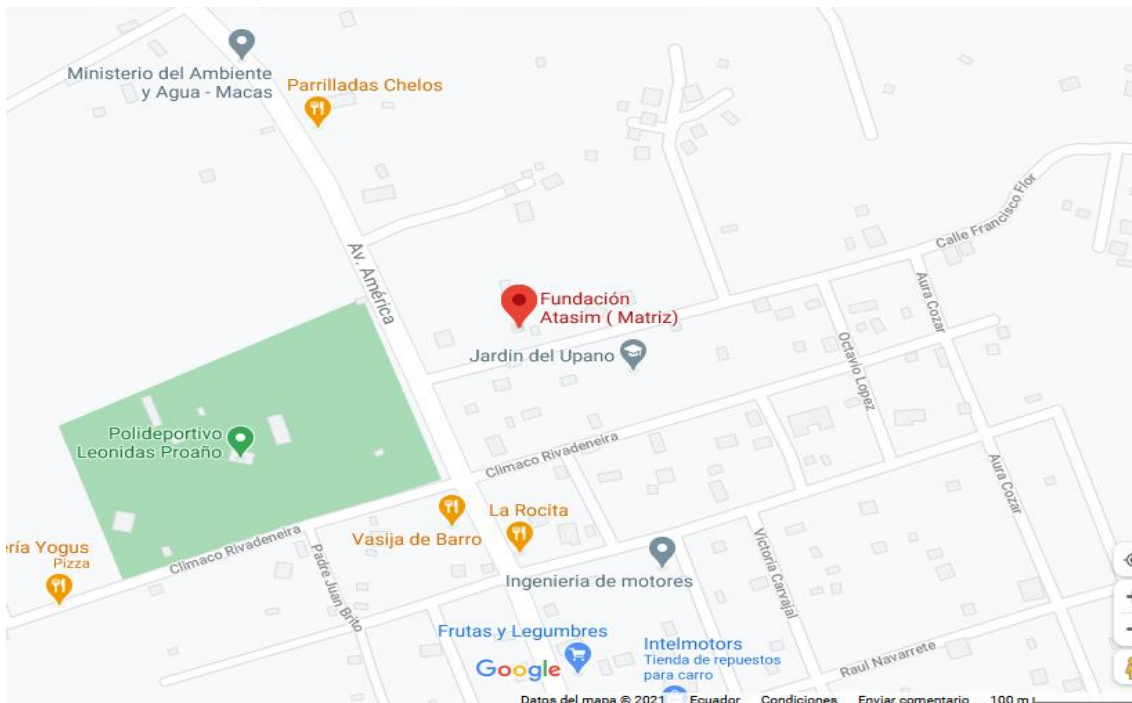 Ministerio del Ambiente
y Agua - Macas
Parrilladas Chelos
Calle Francisco Flor
Av. América
Aura Cozar
Fundación
Atasim ( Matriz)
Jardin del Upano
Octavio Lopez
Polideportivo
Leonidas Proaño
Climaco Rivadeneira
Aura Cozar
La Rocita
Vasija de Barro
ría Yogus
Pizza
Climaco Rivadeneira
Padre Juan Brito
Ingenieria de motores
Victoria Carvajal
Frutas y Legumbres
Intelmotors
Tienda de repuestos
para carro
Raul Navarrete
Google
Datos del mapa © 2021 Ecuador Condiciones Enviar comentario 100 m